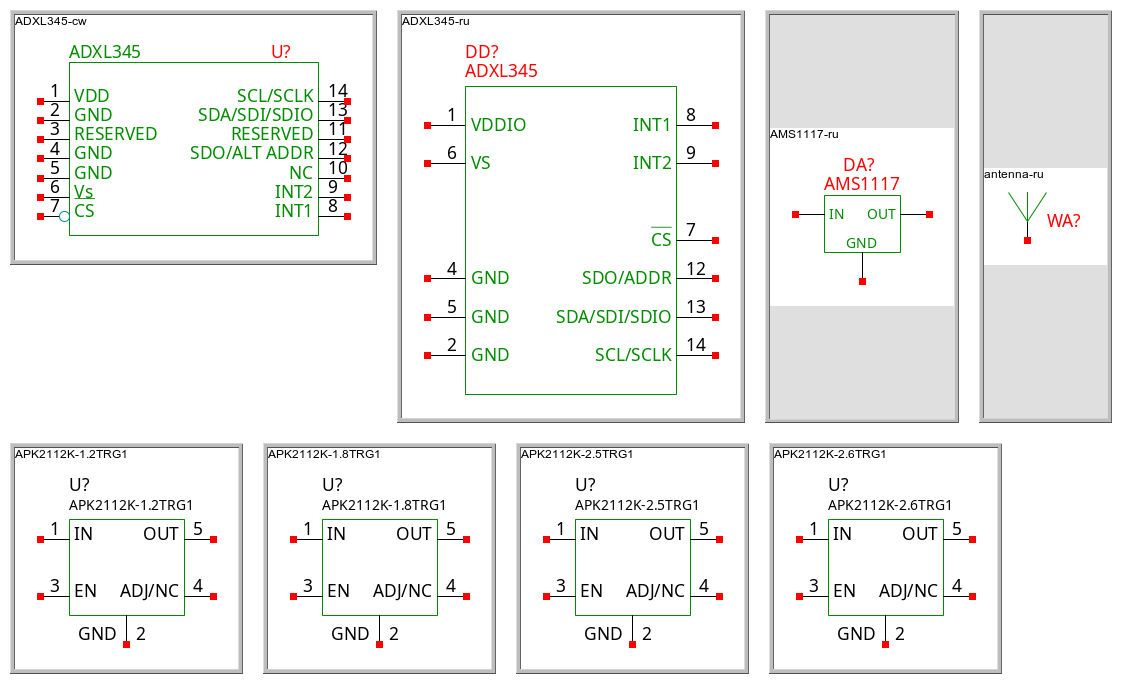 ADXL345-cw
ADXL345 U?
1 VDD SCL/SCLK 14
2 GND SDA/SDI/SDIO 13
3 RESERVED RESERVED 11
4 GND SDO/ALT ADDR 12
5 GND NC 10
6 Vs INT2 9
7 CS INT1 8
ADXL345-ru
DD?
ADXL345
1 VDDIO INT1 8
6 VS INT2 9
CS 7
4 GND SDO/ADDR 12
5 GND SDA/SDI/SDIO 13
2 GND SCL/SCLK 14
AMS1117-ru
DA?
AMS1117
IN OUT
GND
antenna-ru
WA?
APK2112K-1.2TRG1
U?
APK2112K-1.2TRG1
1 IN OUT 5
3 EN ADJ/NC 4
GND 2
APK2112K-1.8TRG1
U?
APK2112K-1.8TRG1
1 IN OUT 5
3 EN ADJ/NC 4
GND 2
APK2112K-2.5TRG1
U?
APK2112K-2.5TRG1
1 IN OUT 5
3 EN ADJ/NC 4
GND 2
APK2112K-2.6TRG1
U?
APK2112K-2.6TRG1
1 IN OUT 5
3 EN ADJ/NC 4
GND 2